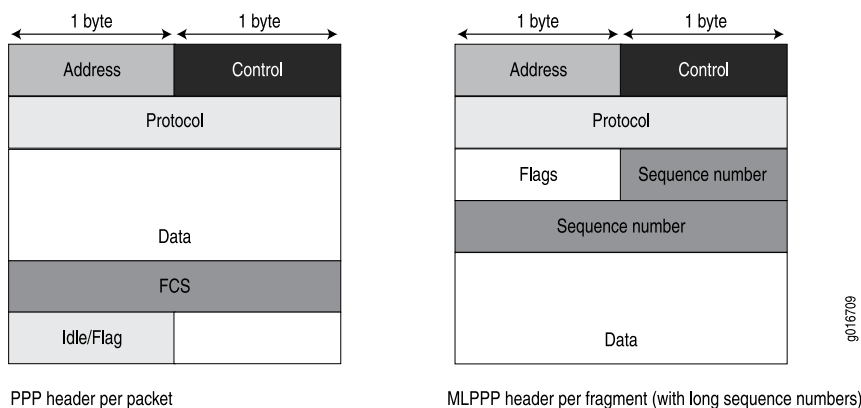 1 byte 1 byte
Address Control
Protocol
Data
FCS
Idle/Flag
PPP header per packet
1 byte 1 byte
Address Control
Protocol
Flags Sequence number
Sequence number
Data
MLPPP header per fragment (with long sequence numbers)
g016709